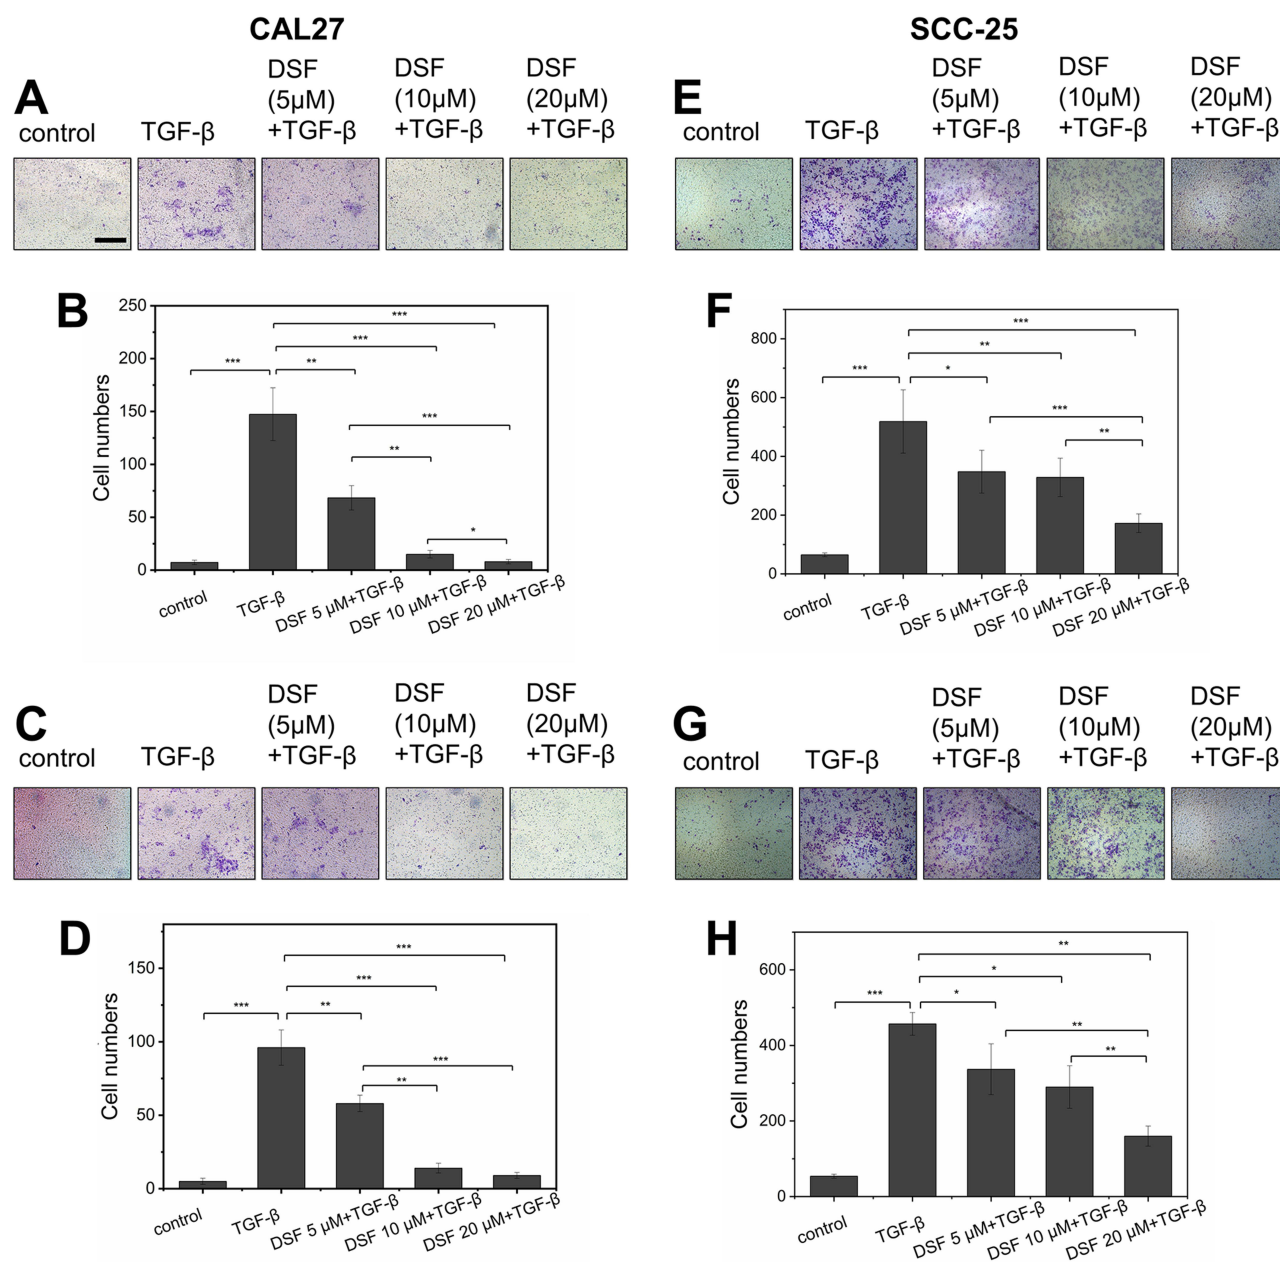 CAL27
SCC-25
A
control
TGF-β
DSF
(5μM)
+TGF-β
DSF
(10μM)
+TGF-β
DSF
(20μM)
+TGF-β
E
control
TGF-β
DSF
(5μM)
+TGF-β
DSF
(10μM)
+TGF-β
DSF
(20μM)
+TGF-β
B
Cell numbers
250
200
150
100
50
0
***
***
***
**
***
**
*
control
TGF-β
DSF 5 μM+TGF-β
DSF 10 μM+TGF-β
DSF 20 μM+TGF-β
F
Cell numbers
800
600
400
200
0
***
**
***
*
***
**
control
TGF-β
DSF 5 μM+TGF-β
DSF 10 μM+TGF-β
DSF 20 μM+TGF-β
C
control
TGF-β
DSF
(5μM)
+TGF-β
DSF
(10μM)
+TGF-β
DSF
(20μM)
+TGF-β
G
control
TGF-β
DSF
(5μM)
+TGF-β
DSF
(10μM)
+TGF-β
DSF
(20μM)
+TGF-β
D
Cell numbers
150
100
50
0
***
***
***
**
***
**
control
TGF-β
DSF 5 μM+TGF-β
DSF 10 μM+TGF-β
DSF 20 μM+TGF-β
H
Cell numbers
600
400
200
0
**
*
***
*
**
**
control
TGF-β
DSF 5 μM+TGF-β
DSF 10 μM+TGF-β
DSF 20 μM+TGF-β